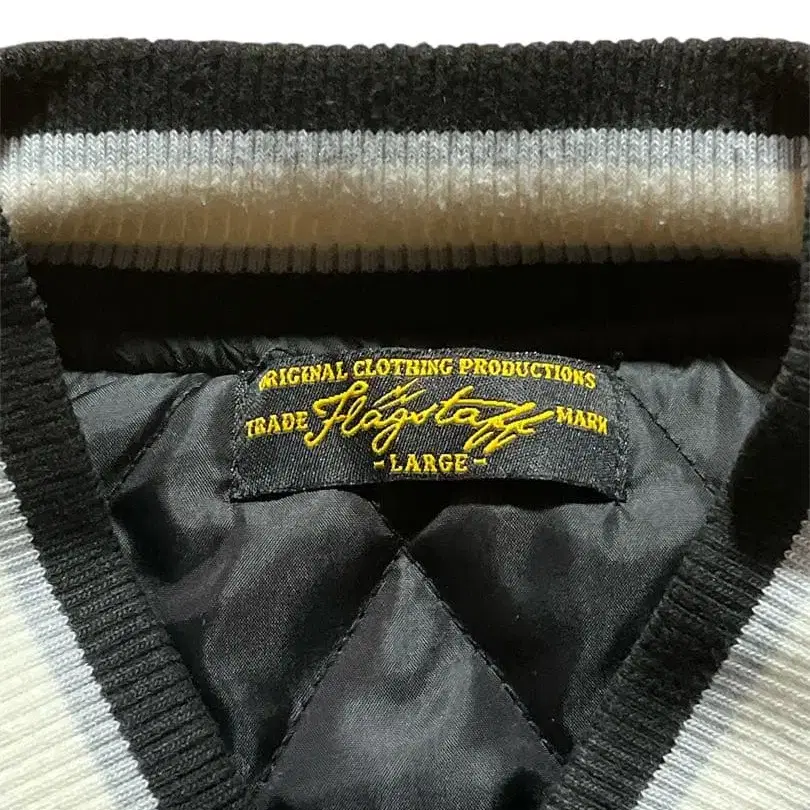 ORIGINAL CLOTHING PRODUCTIONS
TRADE Flagstaff MARK
-LARGE-